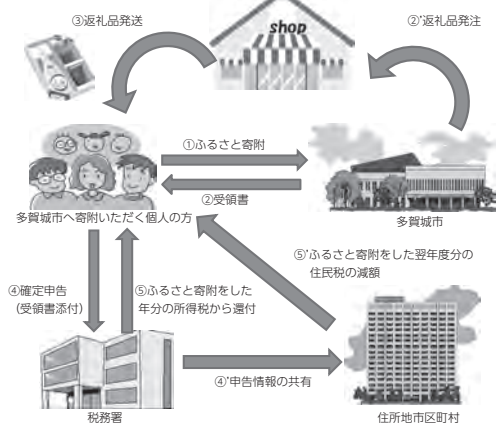 ③返礼品発送
shop
②'返礼品発注
①ふるさと寄附
②受領書
多賀城市へ寄附いただく個人の方
多賀城市
⑤'ふるさと寄附をした翌年度分の
住民税の減額
④確定申告
(受領書添付)
⑤ふるさと寄附をした
年分の所得税から還付
④'申告情報の共有
税務署
住所地市区町村